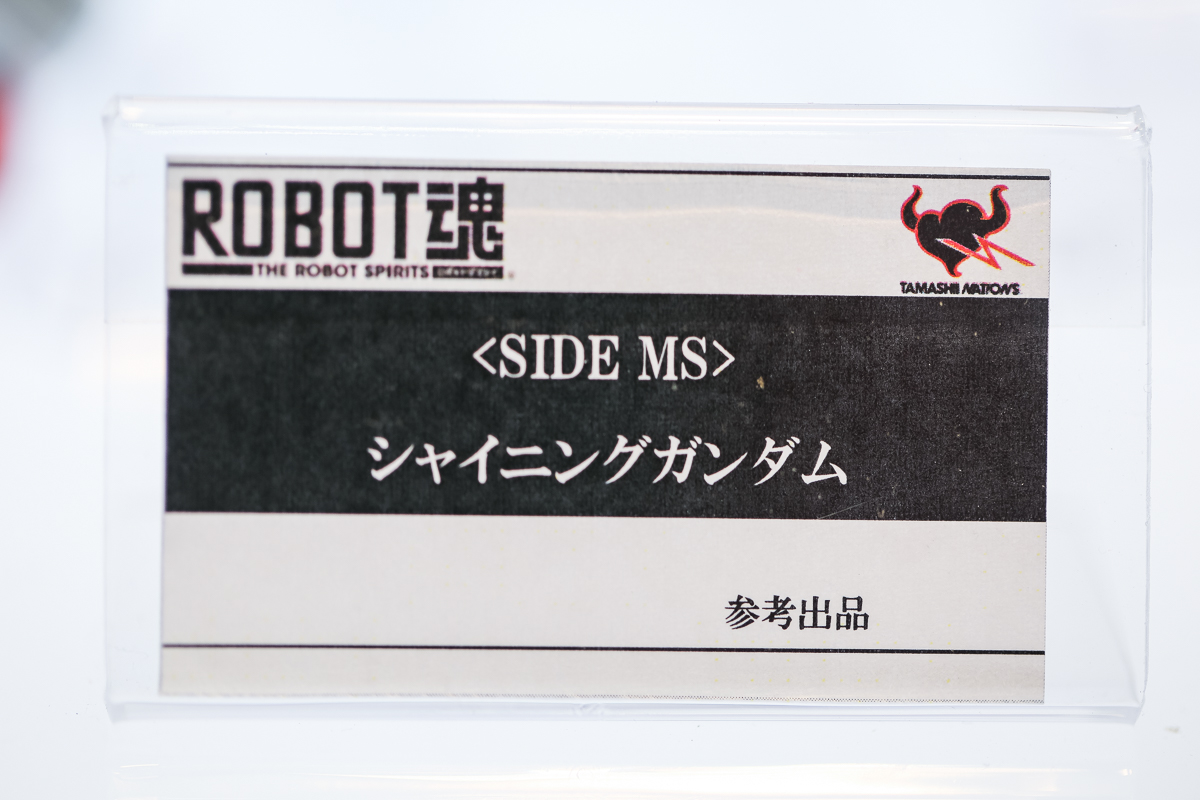 ROBOT魂
THE ROBOT SPIRITS
TAMASHII NATIONS
<SIDE MS>
シャイニングガンダム
参考出品